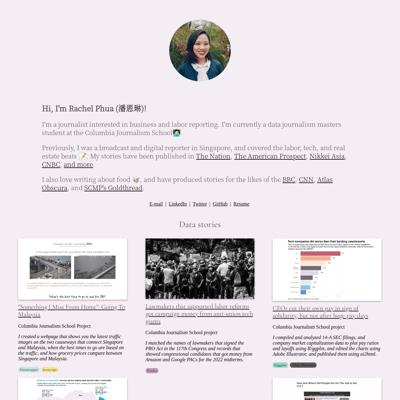 Hi, I'm Rachel Phua (潘恩琳)!
I'm a journalist interested in business and labor reporting. I'm currently a data journalism masters
student at the Columbia Journalism School
Previously, I was a broadcast and digital reporter in Singapore, and covered the labor, tech, and real
estate beats. My stories have been published in The Nation, The American Prospect, Nikkei Asia,
CNBC, and more.
I also love writing about food, and have produced stories for the likes of the BBC, CNN, Atlas
Obscura, and SCMP's Goldthread.
E-mail | LinkedIn | Twitter | GitHub | Resume
Data stories
"Something I Miss From Home": Going To
Malaysia
Columbia Journalism School Project
I created a webpage that shows you the latest traffic
images on the two causeways that connect Singapore
and Malaysia, when the best times to go are based on
the traffic, and how grocery prices compare between
Singapore and Malaysia.
Lawmakers that supported labor reforms
got campaign money from anti-union tech
giants
Columbia Journalism School project
I matched the names of lawmakers that signed the
PRO Act in the 117th Congress and records that
showed congressional candidates that got money from
Amazon and Google PACs for the 2022 midterms.
CEOs cut their own pay in sign of
solidarity, but not after huge pay days
Columbia Journalism School project
I compiled and analyzed 14-A SEC filings, and
company market capitalization data to plot pay ratios
and layoffs using R/ggplot, and edited the charts using
Adobe Illustrator, and published them using ai2html.